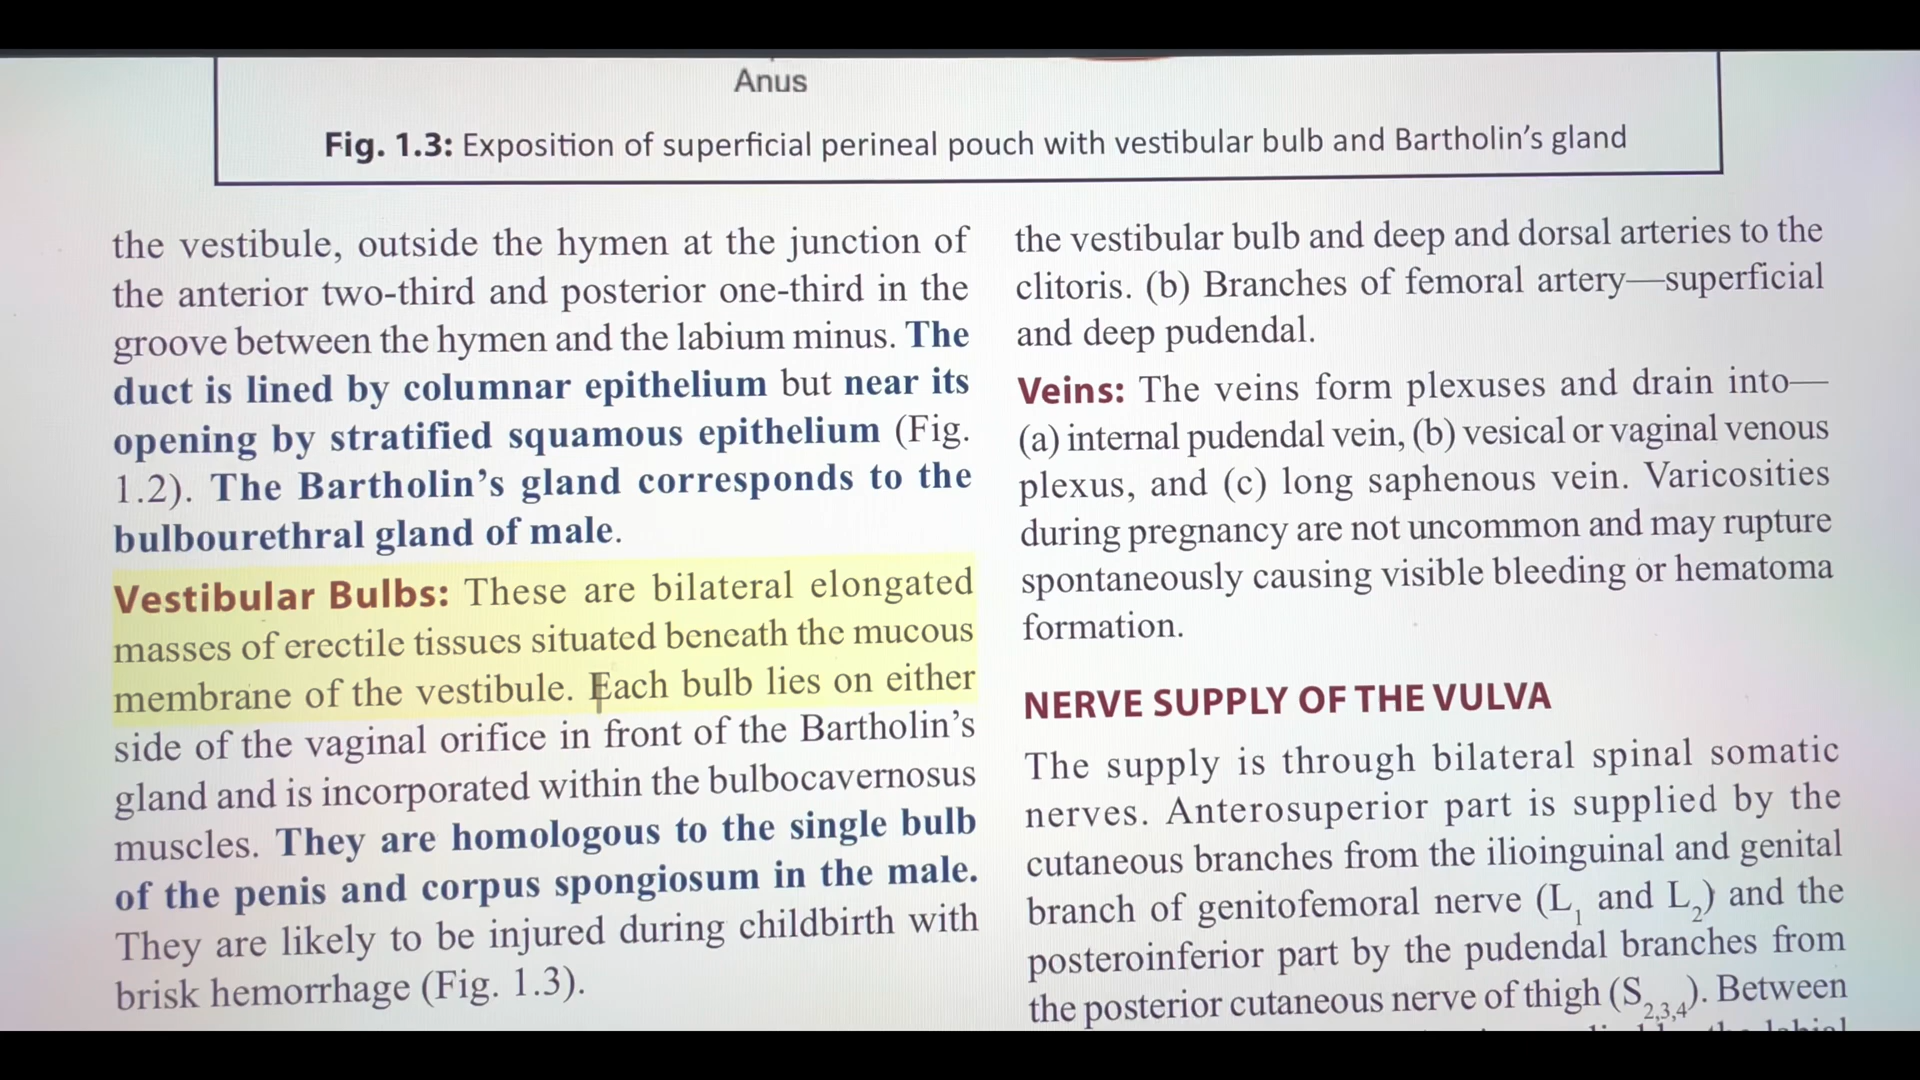 Anus
Fig. 1.3: Exposition of superficial perineal pouch with vestibular bulb and Bartholin’s gland
the vestibule, outside the hymen at the junction of
the anterior two-third and posterior one-third in the
groove between the hymen and the labium minus. The
duct is lined by columnar epithelium but near its
opening by stratified squamous epithelium (Fig.
1.2). The Bartholin’s gland corresponds to the
bulbourethral gland of male.
Vestibular Bulbs: These are bilateral elongated
masses of erectile tissues situated beneath the mucous
membrane of the vestibule. Each bulb lies on either
side of the vaginal orifice in front of the Bartholin’s
gland and is incorporated within the bulbocavernosus
muscles. They are homologous to the single bulb
of the penis and corpus spongiosum in the male.
They are likely to be injured during childbirth with
brisk hemorrhage (Fig. 1.3).
the vestibular bulb and deep and dorsal arteries to the
clitoris. (b) Branches of femoral artery—superficial
and deep pudendal.
Veins: The veins form plexuses and drain into—
(a) internal pudendal vein, (b) vesical or vaginal venous
plexus, and (c) long saphenous vein. Varicosities
during pregnancy are not uncommon and may rupture
spontaneously causing visible bleeding or hematoma
formation.
NERVE SUPPLY OF THE VULVA
The supply is through bilateral spinal somatic
nerves. Anterosuperior part is supplied by the
cutaneous branches from the ilioinguinal and genital
branch of genitofemoral nerve (L1 and L2) and the
posteroinferior part by the pudendal branches from
the posterior cutaneous nerve of thigh (S2,3,4). Between